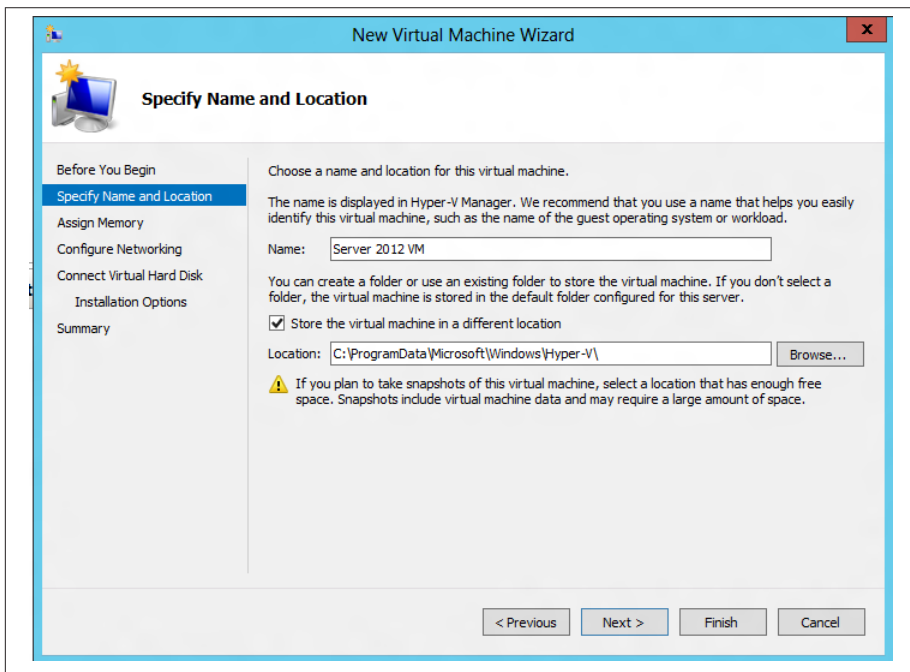 New Virtual Machine Wizard
x
Specify Name and Location
Before You Begin
Specify Name and Location
Assign Memory
Configure Networking
Connect Virtual Hard Disk
Installation Options
Summary
Choose a name and location for this virtual machine.
The name is displayed in Hyper-V Manager. We recommend that you use a name that helps you easily
identify this virtual machine, such as the name of the guest operating system or workload.
Name: Server 2012 VM
You can create a folder or use an existing folder to store the virtual machine. If you don't select a
folder, the virtual machine is stored in the default folder configured for this server.
Store the virtual machine in a different location
Location: C:\ProgramData\Microsoft\Windows\Hyper-V\ Browse...
If you plan to take snapshots of this virtual machine, select a location that has enough free
space. Snapshots include virtual machine data and may require a large amount of space.
< Previous Next > Finish Cancel